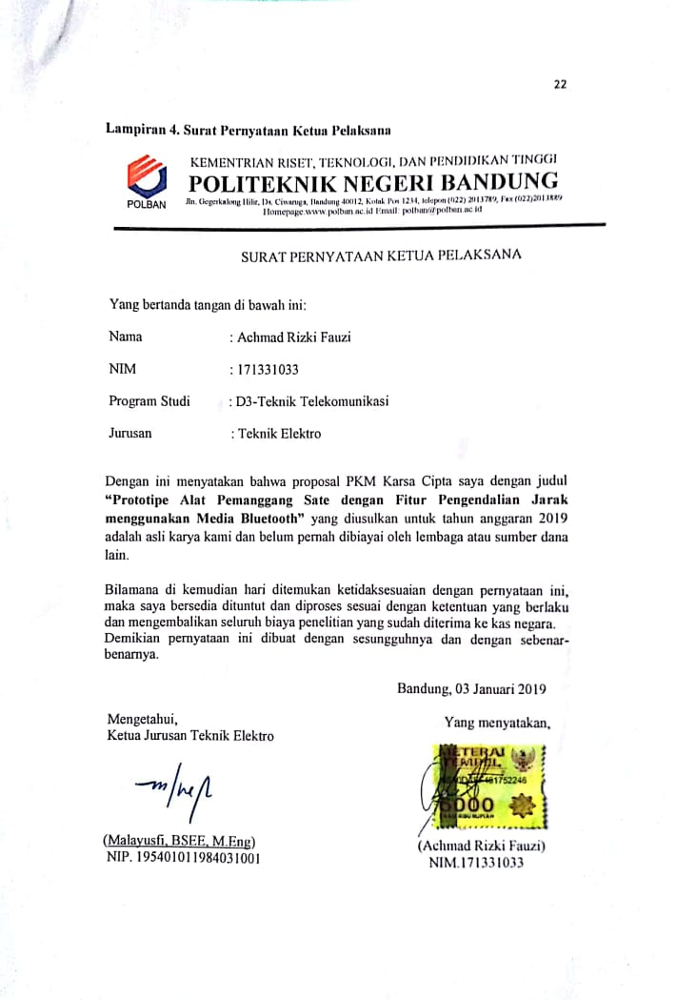 22
Lampiran 4. Surat Pernyataan Ketua Pelaksana
KEMENTRIAN RISET, TEKNOLOGI, DAN PENDIDIKAN TINGGI
POLITEKNIK NEGERI BANDUNG
POLBAN
Jln. Gegerkalong Hilir, Ds. Ciwaruga, Bandung 40012, Kotak Pos 1234, telepon (022) 2013789, Fax (022)2013889
Homepage:www.polban.ac.id Email: polban@polban.ac.id
SURAT PERNYATAAN KETUA PELAKSANA
Yang bertanda tangan di bawah ini:
Nama : Achmad Rizki Fauzi
NIM : 171331033
Program Studi : D3-Teknik Telekomunikasi
Jurusan : Teknik Elektro
Dengan ini menyatakan bahwa proposal PKM Karsa Cipta saya dengan judul
“Prototipe Alat Pemanggang Sate dengan Fitur Pengendalian Jarak
menggunakan Media Bluetooth” yang diusulkan untuk tahun anggaran 2019
adalah asli karya kami dan belum pernah dibiayai oleh lembaga atau sumber dana
lain.
Bilamana di kemudian hari ditemukan ketidaksesuaian dengan pernyataan ini,
maka saya bersedia dituntut dan diproses sesuai dengan ketentuan yang berlaku
dan mengembalikan seluruh biaya penelitian yang sudah diterima ke kas negara.
Demikian pernyataan ini dibuat dengan sesungguhnya dan dengan sebenar-
benarnya.
Bandung, 03 Januari 2019
Mengetahui,
Ketua Jurusan Teknik Elektro
Yang menyatakan,
METERAI
TEMPEL
6000
(Malayusfi, BSEE, M.Eng)
NIP. 195401011984031001
(Achmad Rizki Fauzi)
NIM.171331033